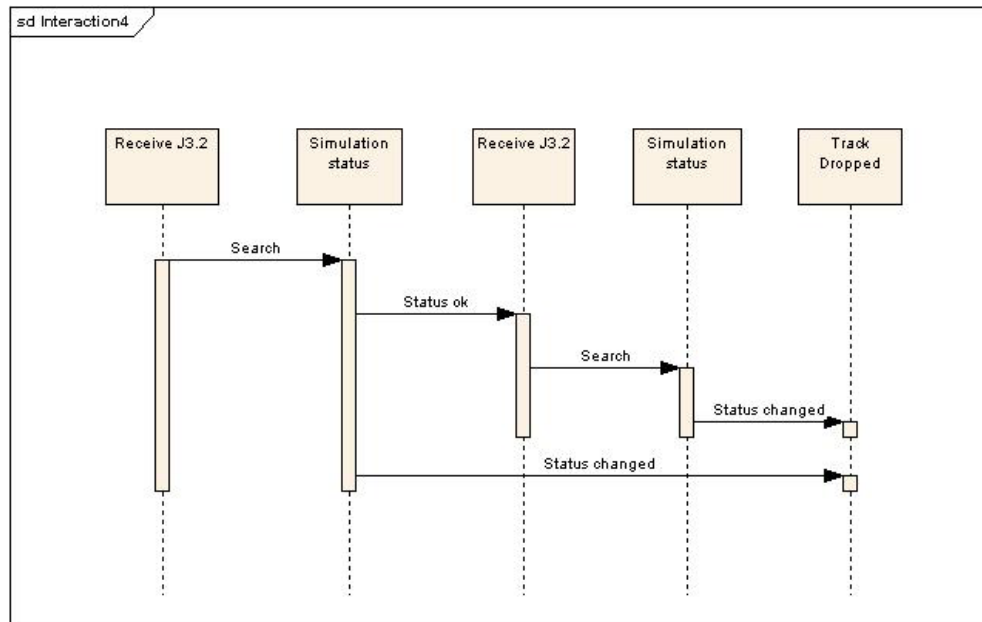 sd Interaction4
Receive J3.2
Simulation
status
Receive J3.2
Simulation
status
Track
Dropped
Search
Status ok
Search
Status changed
Status changed